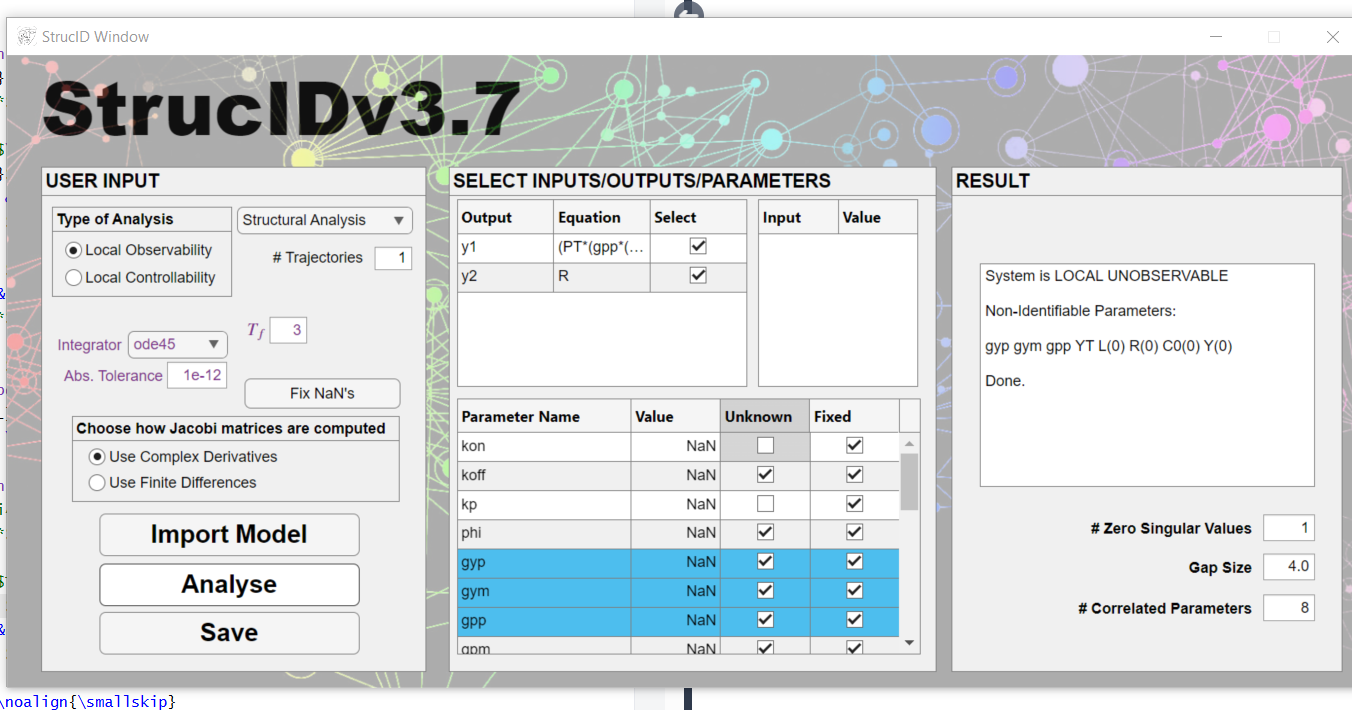 StrucID Window
StrucIDv3.7
USER INPUT
Type of Analysis
Local Observability
Local Controllability
Structural Analysis
# Trajectories 1
Integrator ode45
Tf 3
Abs. Tolerance 1e-12
Fix NaN's
Choose how Jacobi matrices are computed
Use Complex Derivatives
Use Finite Differences
Import Model
Analyse
Save
SELECT INPUTS/OUTPUTS/PARAMETERS
Output Equation Select
y1 (PT*(gpp*(...
y2 R
Input Value
Parameter Name Value Unknown Fixed
kon NaN
koff NaN
kp NaN
phi NaN
gyp NaN
gym NaN
gpp NaN
gpm NaN
RESULT
System is LOCAL UNOBSERVABLE
Non-Identifiable Parameters:
gyp gym gpp YT L(0) R(0) C0(0) Y(0)
Done.
# Zero Singular Values 1
Gap Size 4.0
# Correlated Parameters 8
\noalign{\smallskip}